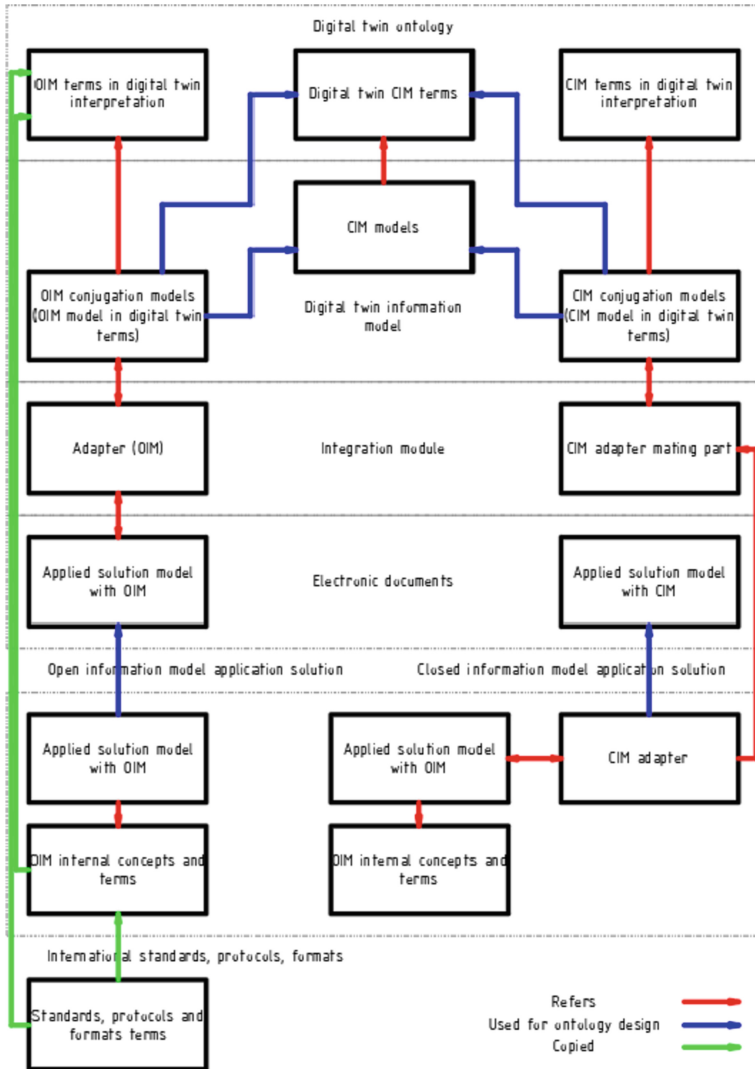 Digital twin ontology
OIM terms in digital twin
interpretation
Digital twin CIM terms
CIM terms in digital twin
interpretation
CIM models
OIM conjugation models
(OIM model in digital twin
terms)
Digital twin information
model
CIM conjugation models
(CIM model in digital twin
terms)
Adapter (OIM)
Integration module
CIM adapter mating part
Applied solution model
with OIM
Electronic documents
Applied solution model
with CIM
Open information model application solution
Closed information model application solution
Applied solution model
with OIM
Applied solution model
with OIM
CIM adapter
OIM internal concepts and
terms
OIM internal concepts and
terms
International standards, protocols, formats
Standards, protocols and
formats terms
Refers
Used for ontology design
Copied